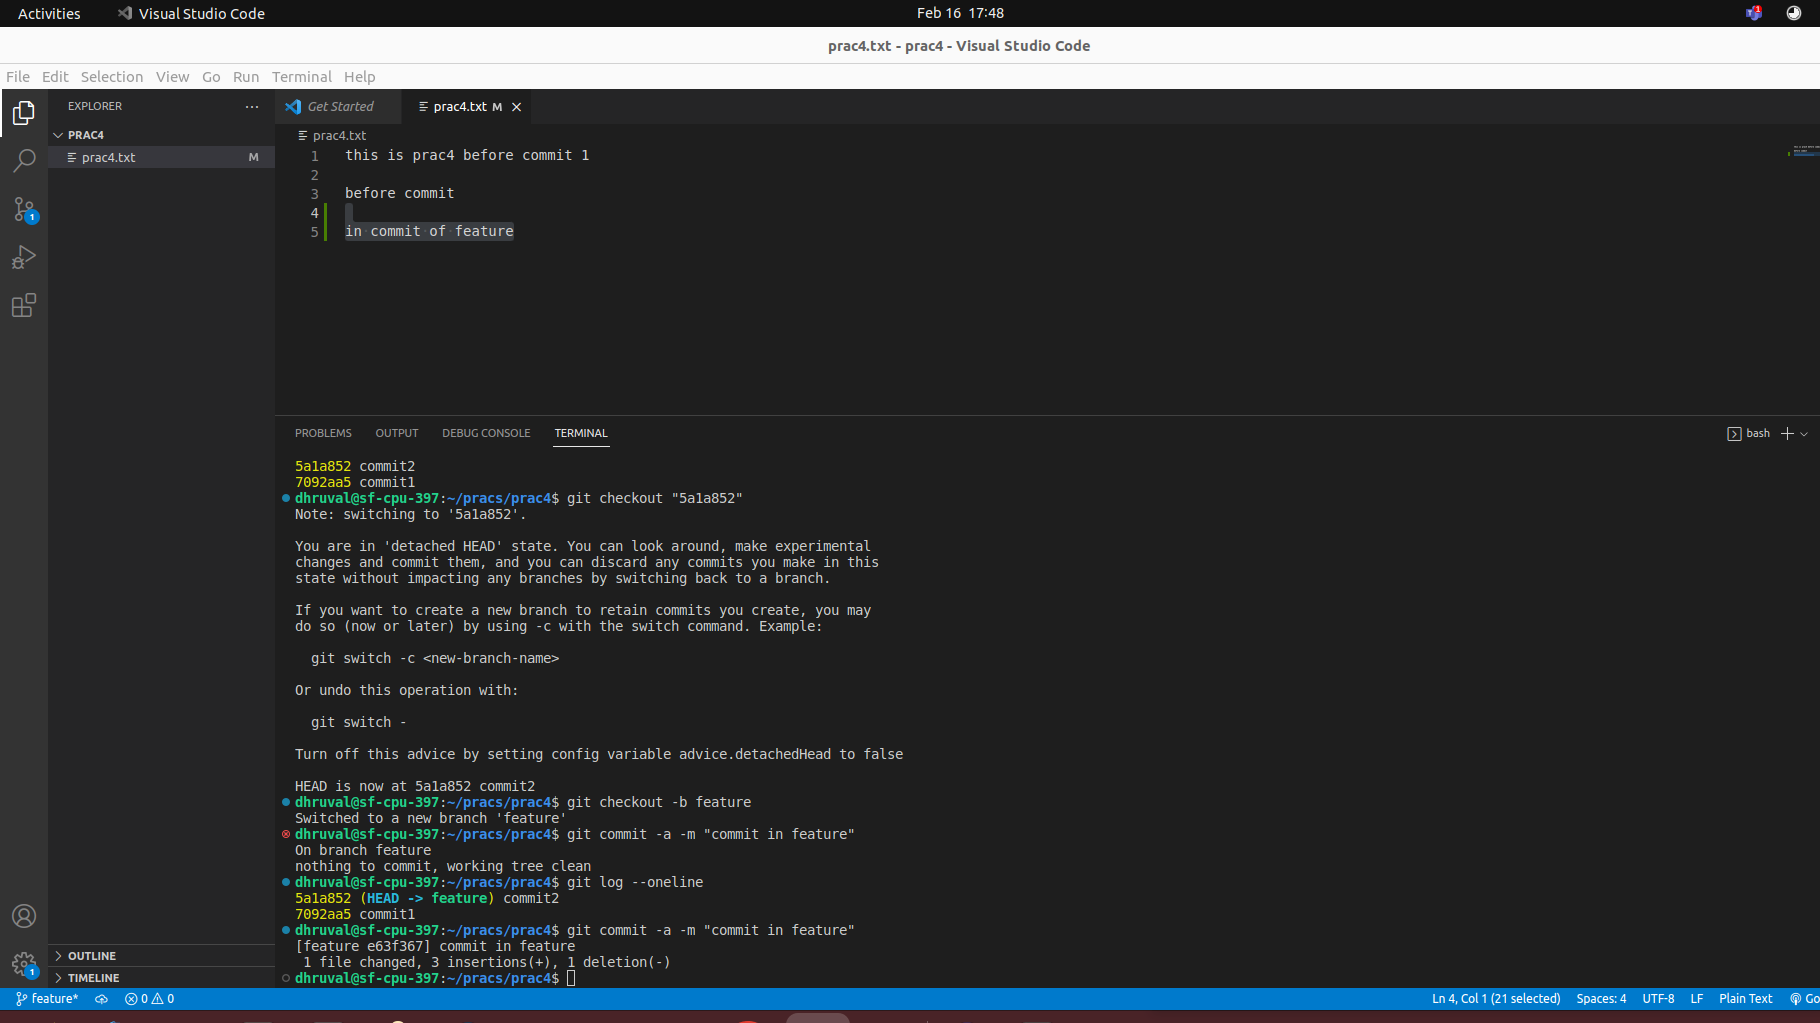 Activities
Visual Studio Code
Feb 16 17:48
1
prac4.txt - prac4 - Visual Studio Code
File Edit Selection View Go Run Terminal Help
EXPLORER
PRAC4
prac4.txt M
1
1
OUTLINE
TIMELINE
Get Started
prac4.txt M
prac4.txt
1 this is prac4 before commit 1
2
3 before commit
4
5 in commit of feature
PROBLEMS OUTPUT DEBUG CONSOLE TERMINAL
bash
5a1a852 commit2
7092aa5 commit1
dhruval@sf-cpu-397:~/pracs/prac4$ git checkout "5a1a852"
Note: switching to '5a1a852'.
You are in 'detached HEAD' state. You can look around, make experimental
changes and commit them, and you can discard any commits you make in this
state without impacting any branches by switching back to a branch.
If you want to create a new branch to retain commits you create, you may
do so (now or later) by using -c with the switch command. Example:
git switch -c <new-branch-name>
Or undo this operation with:
git switch -
Turn off this advice by setting config variable advice.detachedHead to false
HEAD is now at 5a1a852 commit2
dhruval@sf-cpu-397:~/pracs/prac4$ git checkout -b feature
Switched to a new branch 'feature'
dhruval@sf-cpu-397:~/pracs/prac4$ git commit -a -m "commit in feature"
On branch feature
nothing to commit, working tree clean
dhruval@sf-cpu-397:~/pracs/prac4$ git log --oneline
5a1a852 (HEAD -> feature) commit2
7092aa5 commit1
dhruval@sf-cpu-397:~/pracs/prac4$ git commit -a -m "commit in feature"
[feature e63f367] commit in feature
1 file changed, 3 insertions(+), 1 deletion(-)
dhruval@sf-cpu-397:~/pracs/prac4$
feature* 0 0
Ln 4, Col 1 (21 selected) Spaces: 4 UTF-8 LF Plain Text Go